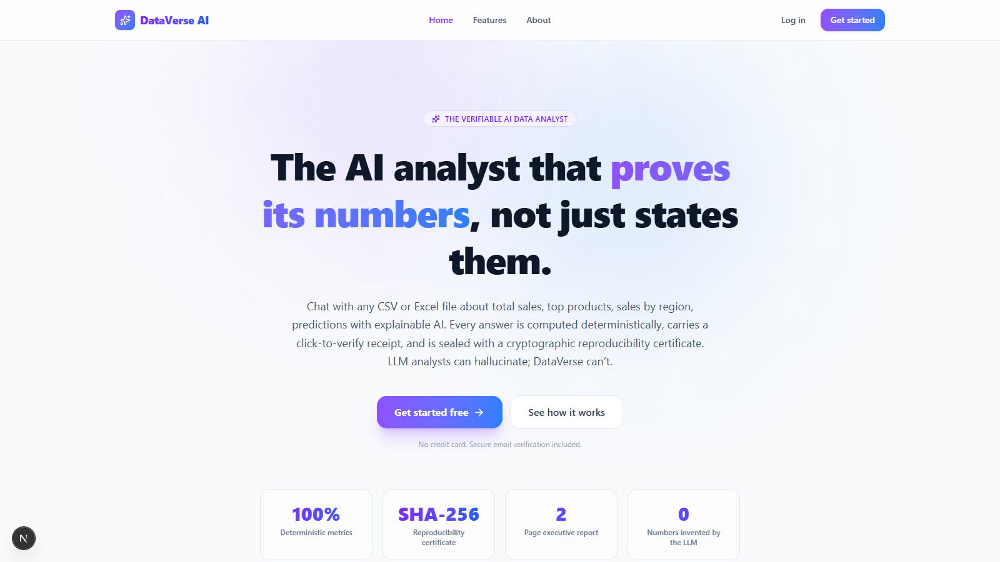 DataVerse AI
Home
Features
About
Log in
Get started
THE VERIFIABLE AI DATA ANALYST
The AI analyst that proves
its numbers, not just states
them.
Chat with any CSV or Excel file about total sales, top products, sales by region,
predictions with explainable AI. Every answer is computed deterministically, carries a
click-to-verify receipt, and is sealed with a cryptographic reproducibility certificate.
LLM analysts can hallucinate; DataVerse can’t.
Get started free
See how it works
No credit card. Secure email verification included.
100%
Deterministic metrics
SHA-256
Reproducibility
certificate
2
Page executive report
0
Numbers invented by
the LLM
N